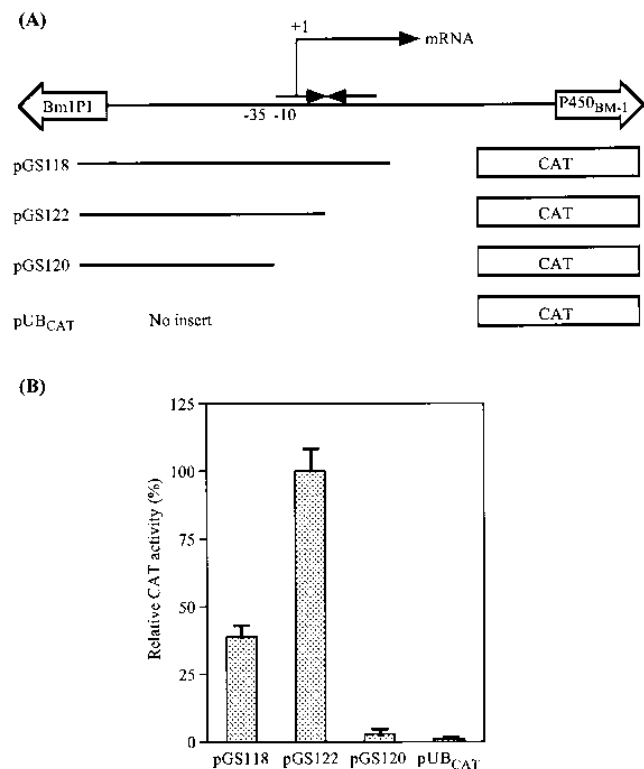 (A)
+1
mRNA
Bm1P1
P450BM-1
-35 -10
pGS118
CAT
pGS122
CAT
pGS120
CAT
pUBCAT
No insert
CAT
(B)
Relative CAT activity (%)
125
100
75
50
25
0
pGS118 pGS122 pGS120 pUBCAT